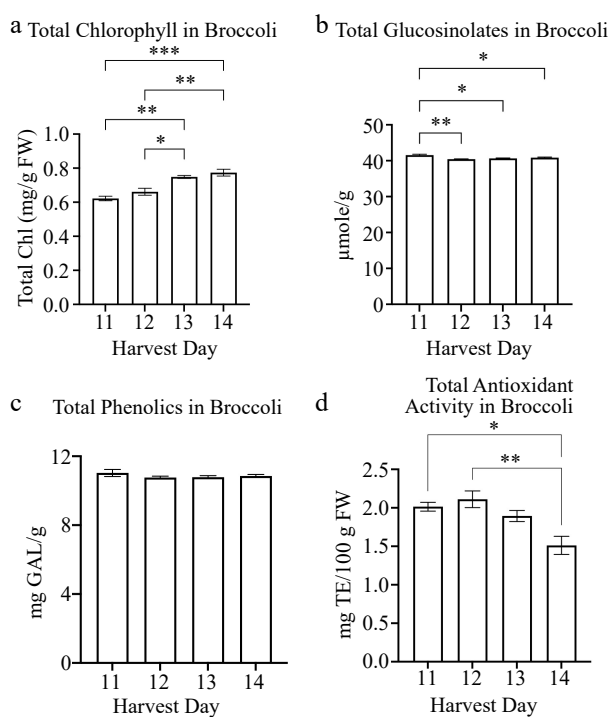 a Total Chlorophyll in Broccoli
***
**
**
*
Total Chl (mg/g FW)
1.0
0.8
0.6
0.4
0.2
0.0
11 12 13 14
Harvest Day
b Total Glucosinolates in Broccoli
*
*
**
μmole/g
50
40
30
20
10
0
11 12 13 14
Harvest Day
c Total Phenolics in Broccoli
mg GAL/g
12
8
4
0
11 12 13 14
Harvest Day
d Total Antioxidant
Activity in Broccoli
*
**
mg TE/100 g FW
2.5
2.0
1.5
1.0
0.5
0.0
11 12 13 14
Harvest Day